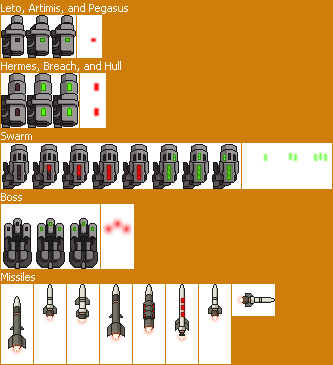 Leto, Artimis, and Pegasus
Hermes, Breach, and Hull
Swarm
Boss
Missiles